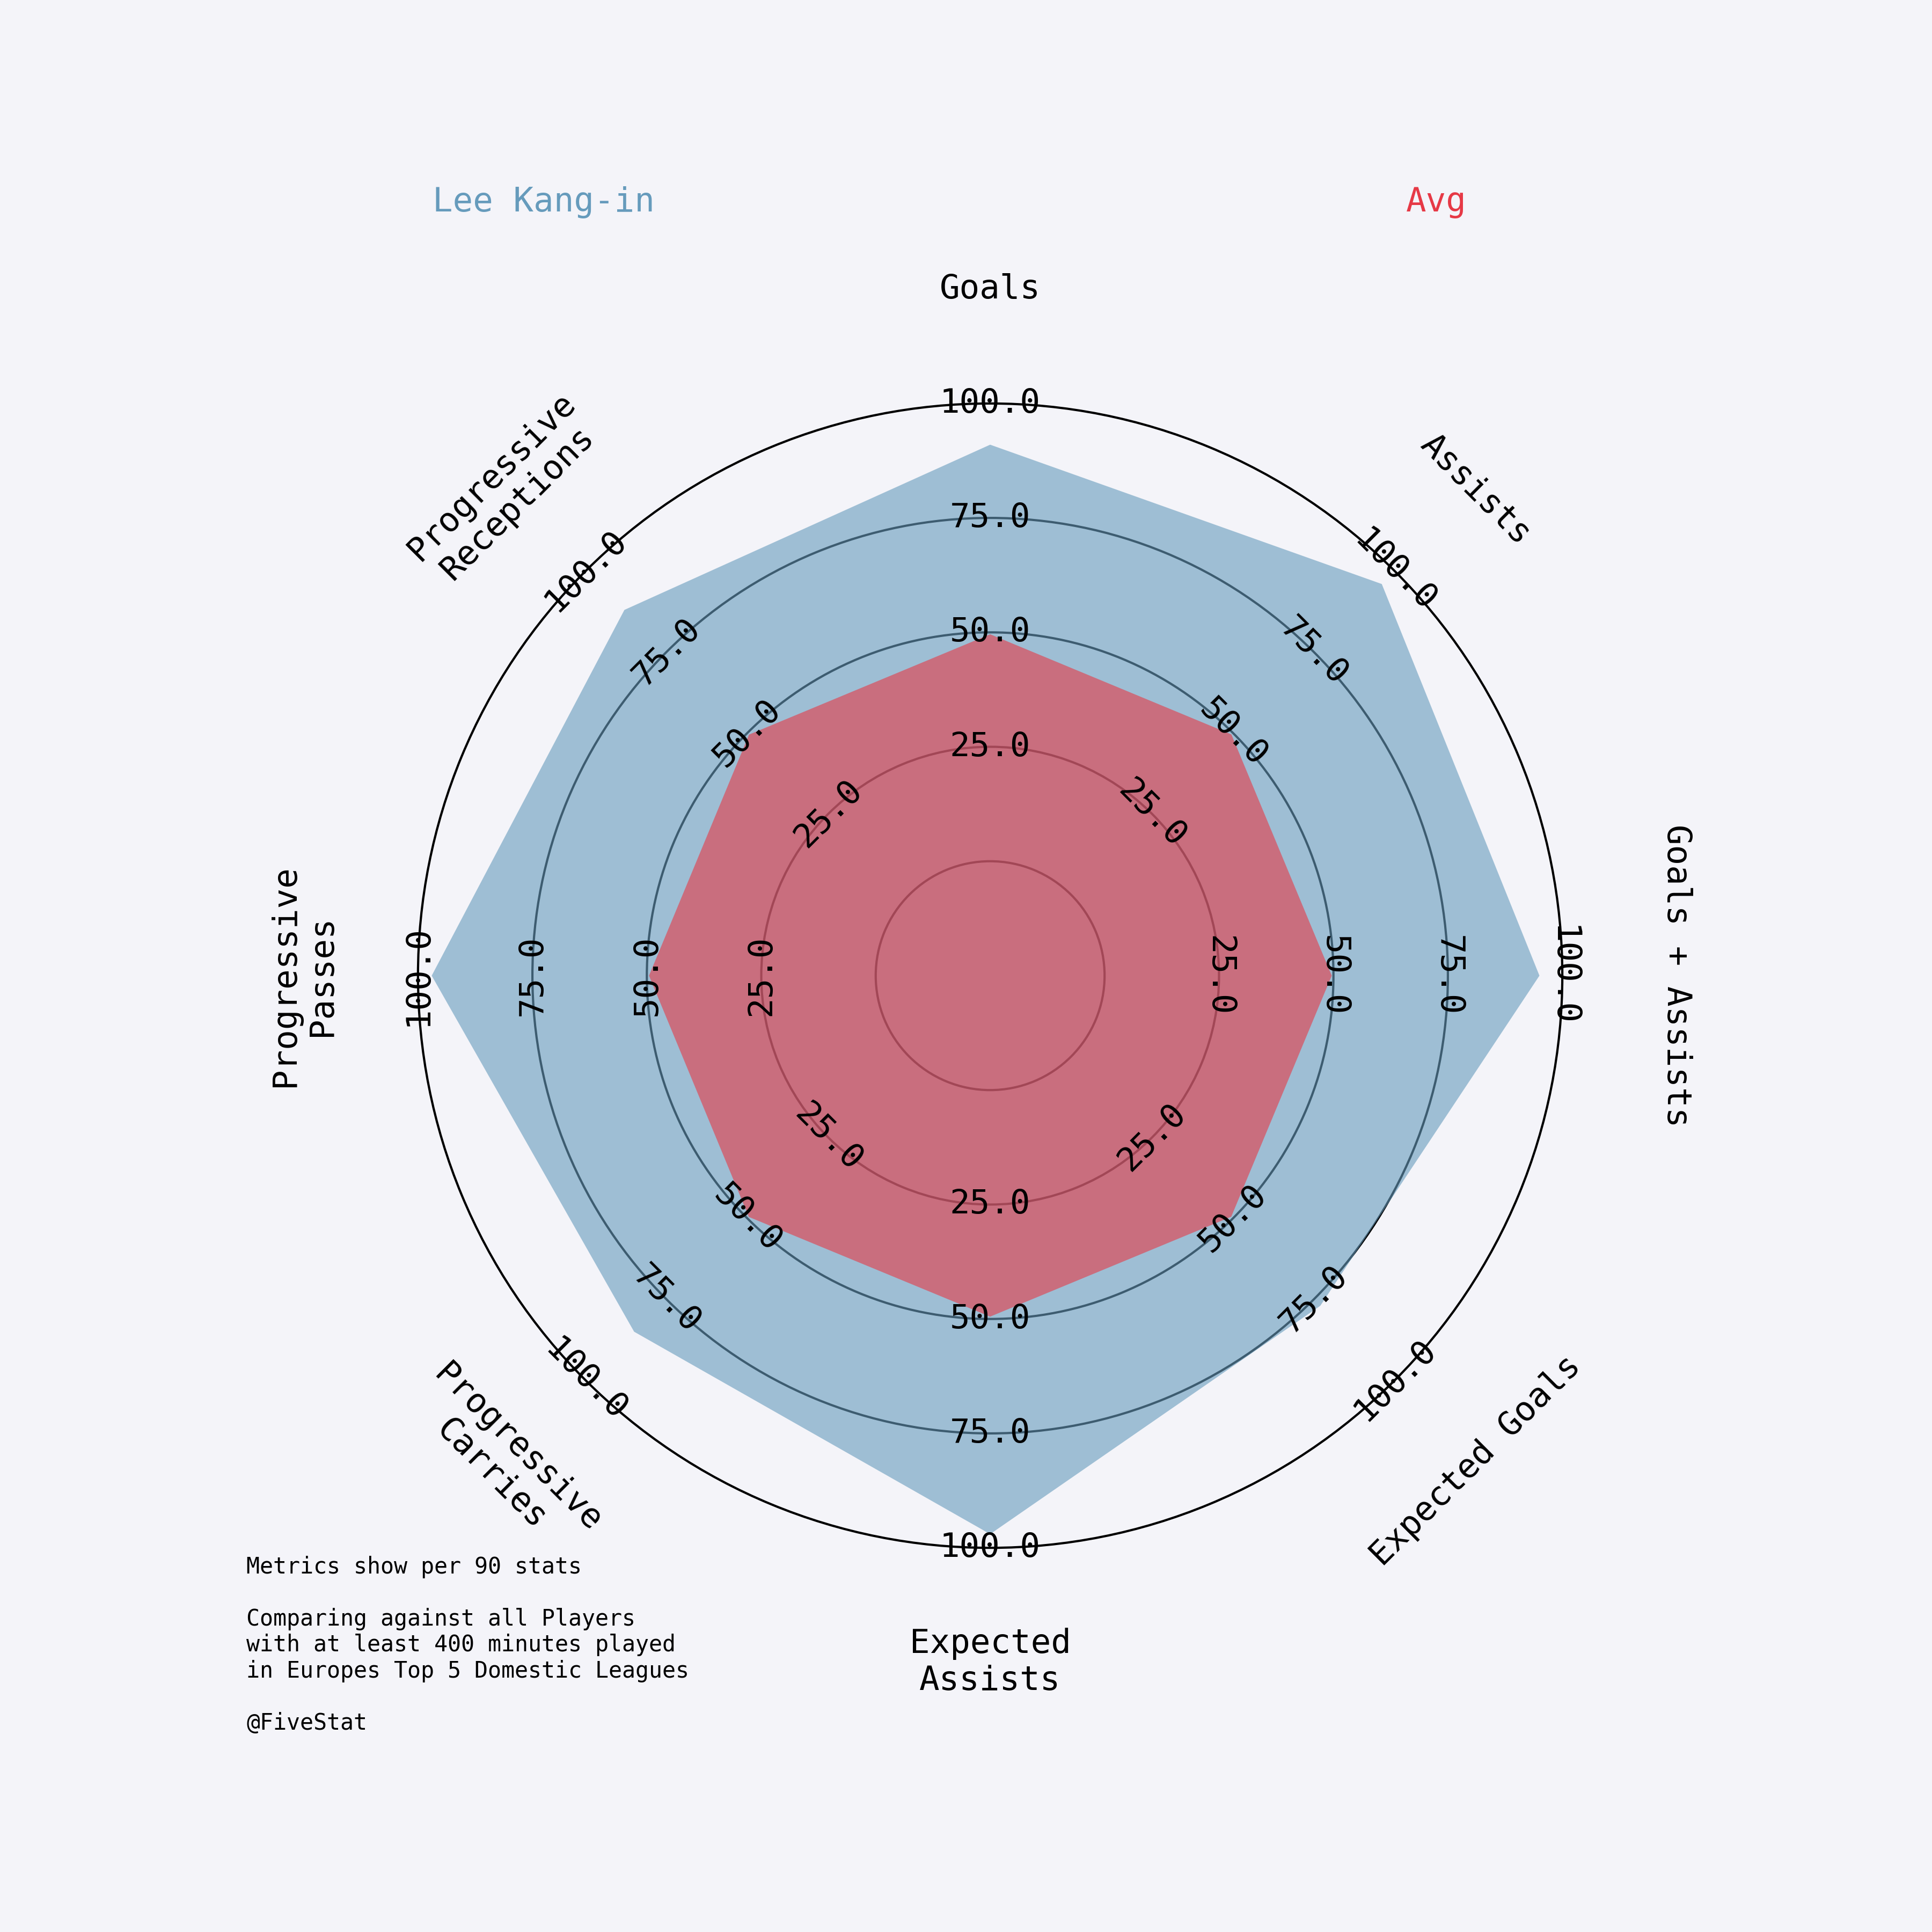 Lee Kang-in
Avg
Goals
Assists
Goals + Assists
Expected Goals
Expected
Assists
Progressive
Carries
Progressive
Passes
Progressive
Receptions
100.0
75.0
50.0
25.0
100.0
75.0
50.0
25.0
100.0
75.0
50.0
25.0
100.0
75.0
50.0
25.0
100.0
75.0
50.0
25.0
100.0
75.0
50.0
25.0
100.0
75.0
50.0
25.0
100.0
75.0
50.0
25.0
Metrics show per 90 stats
Comparing against all Players
with at least 400 minutes played
in Europes Top 5 Domestic Leagues
@FiveStat